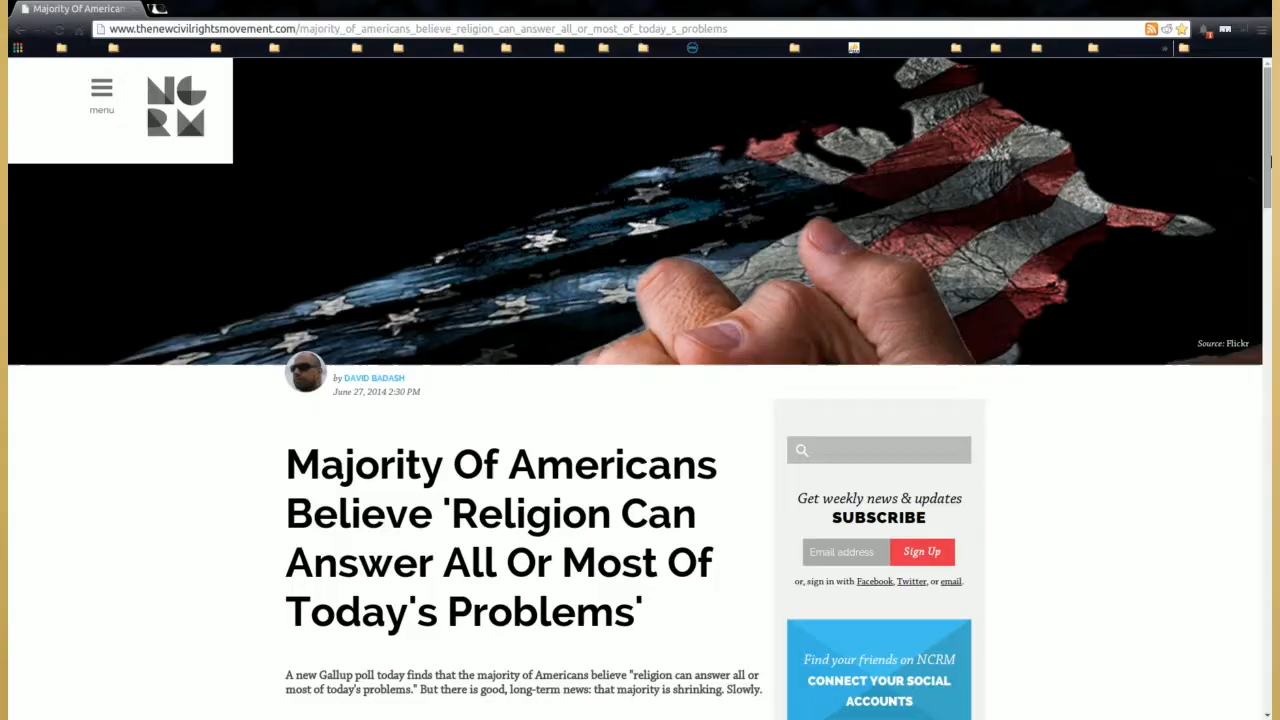 Majority Of American
www.thenewcivilrightsmovement.com/majority_of_americans_believe_religion_can_answer_all_or_most_of_today_s_problems
menu
NCRM
Source: Flickr
by DAVID BADASH
June 27, 2014 2:30 PM
Majority Of Americans
Believe 'Religion Can
Answer All Or Most Of
Today's Problems'
A new Gallup poll today finds that the majority of Americans believe "religion can answer all or
most of today's problems." But there is good, long-term news: that majority is shrinking. Slowly.
Get weekly news & updates
SUBSCRIBE
Email address
Sign Up
or, sign in with Facebook, Twitter, or email.
Find your friends on NCRM
CONNECT YOUR SOCIAL
ACCOUNTS